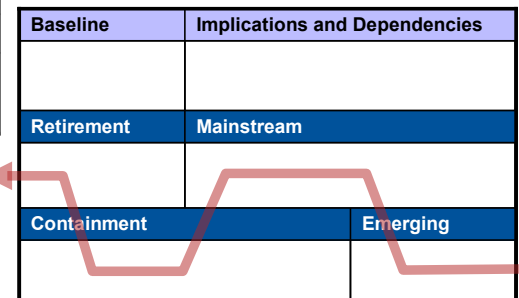 Baseline
Implications and Dependencies
Retirement
Mainstream
Containment
Emerging